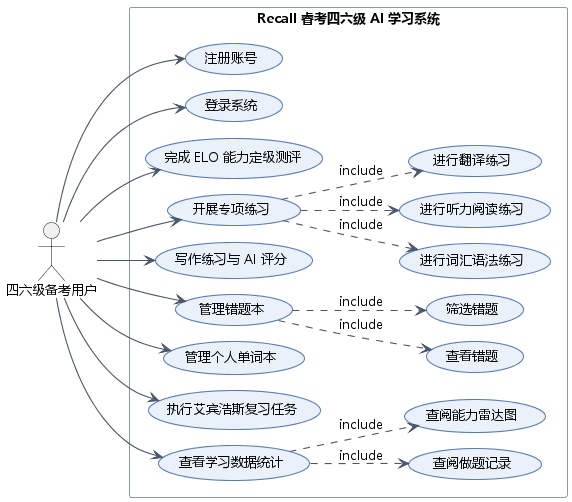 Recall 睿考四六级 AI 学习系统
注册账号
登录系统
完成 ELO 能力定级测评
开展专项练习
写作练习与 AI 评分
管理错题本
管理个人单词本
执行艾宾浩斯复习任务
查看学习数据统计
四六级备考用户
include
进行翻译练习
include
进行听力阅读练习
include
进行词汇语法练习
include
筛选错题
include
查看错题
include
查阅能力雷达图
include
查阅做题记录